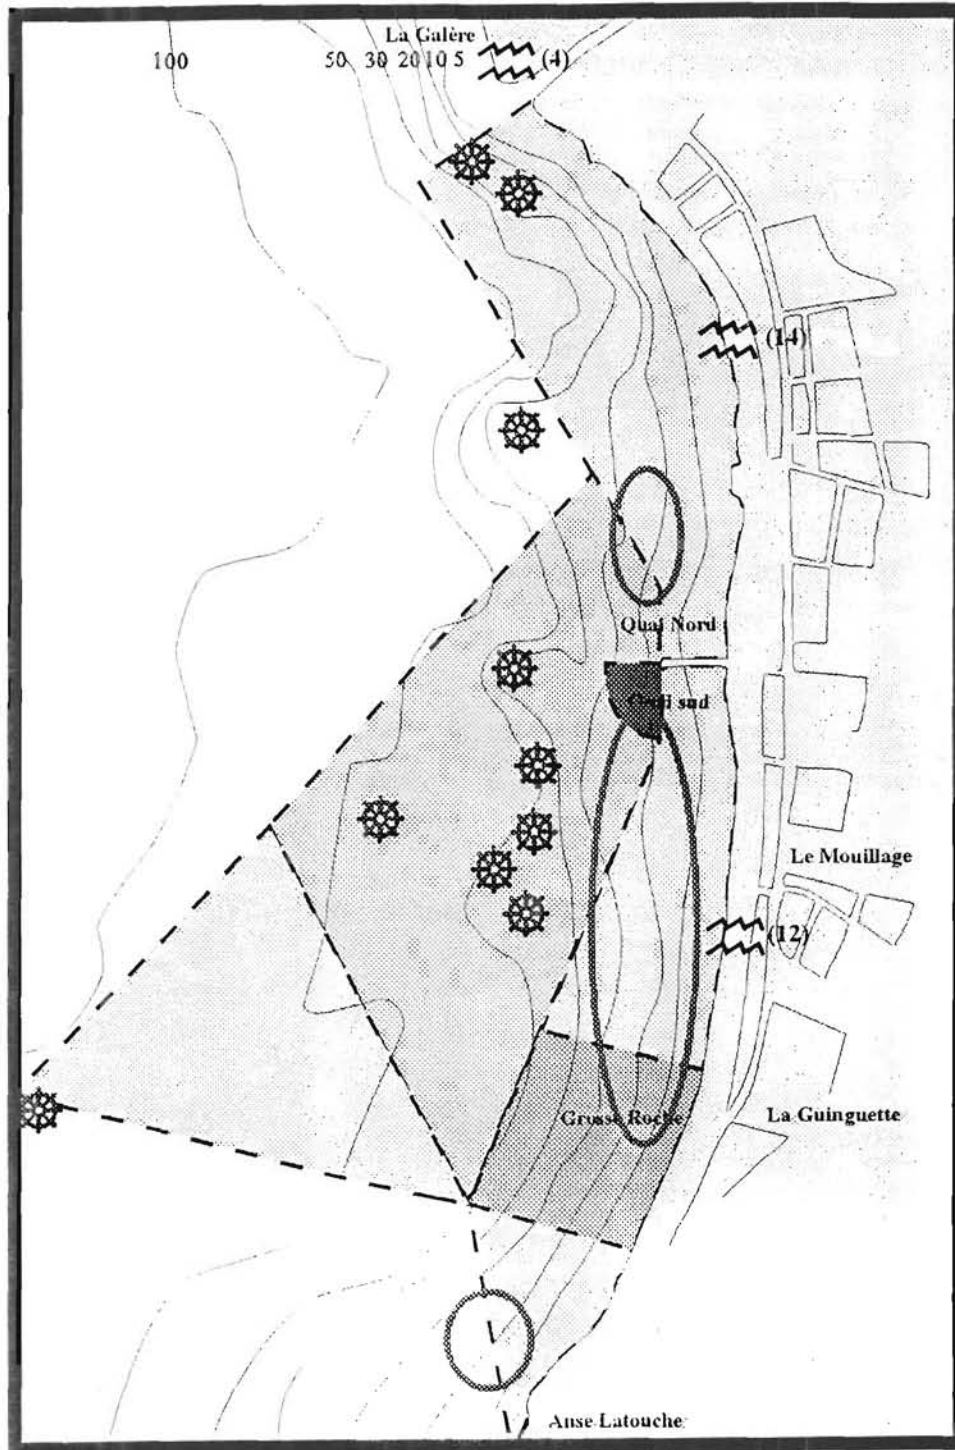 La Galère
100 50 30 20 10 5 (4)
(14)
Quai Nord
sud
Le Mouillage
(12)
Grosse Roche
La Guinguette
Anse Latouche